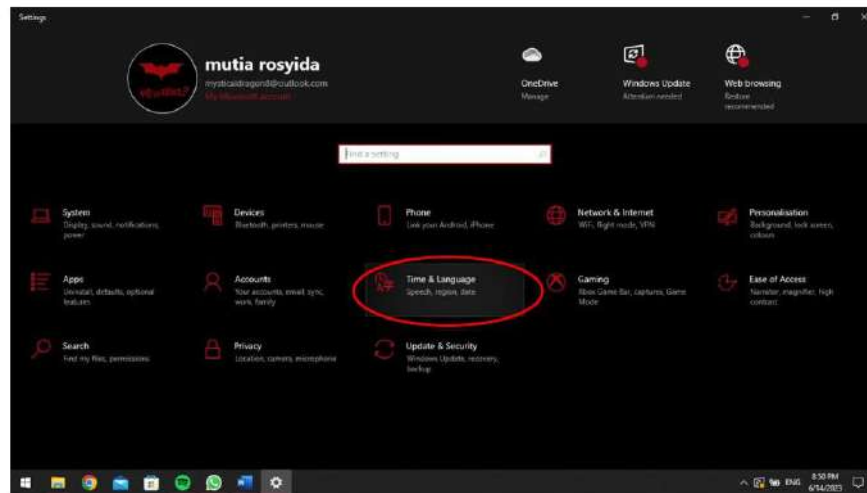 Settings
mutia rosyida
mysticaldragon8@outlook.com
My Microsoft account
OneDrive
Manage
Windows Update
Attention needed
Web browsing
Restore
recommended
Find a setting
System
Display, sound, notifications,
power
Devices
Bluetooth, printers, mouse
Phone
Link your Android, iPhone
Network & Internet
WiFi, flight mode, VPN
Personalisation
Background, lock screen,
colours
Apps
Uninstall, defaults, optional
features
Accounts
Your accounts, email, sync,
work, family
Time & Language
Speech, region, date
Gaming
Xbox Game Bar, captures, Game
Mode
Ease of Access
Narrator, magnifier, high
contrast
Search
Find my files, permissions
Privacy
Location, camera, microphone
Update & Security
Windows Update, recovery,
backup
ENG
8:50 PM
6/14/2023